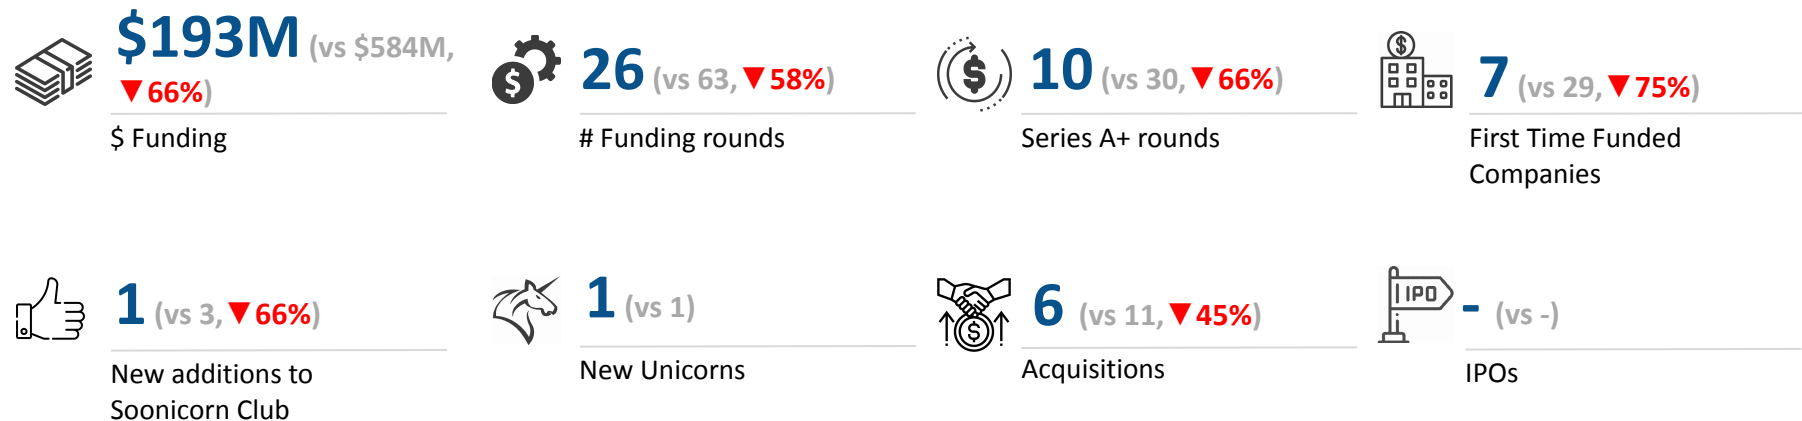 $193M (vs $584M,
▼66%)
$ Funding
26 (vs 63, ▼58%)
# Funding rounds
10 (vs 30, ▼66%)
Series A+ rounds
$
7 (vs 29, ▼75%)
First Time Funded
Companies
1 (vs 3, ▼66%)
New additions to
Soonicorn Club
1 (vs 1)
New Unicorns
6 (vs 11, ▼45%)
Acquisitions
IPO
- (vs -)
IPOs